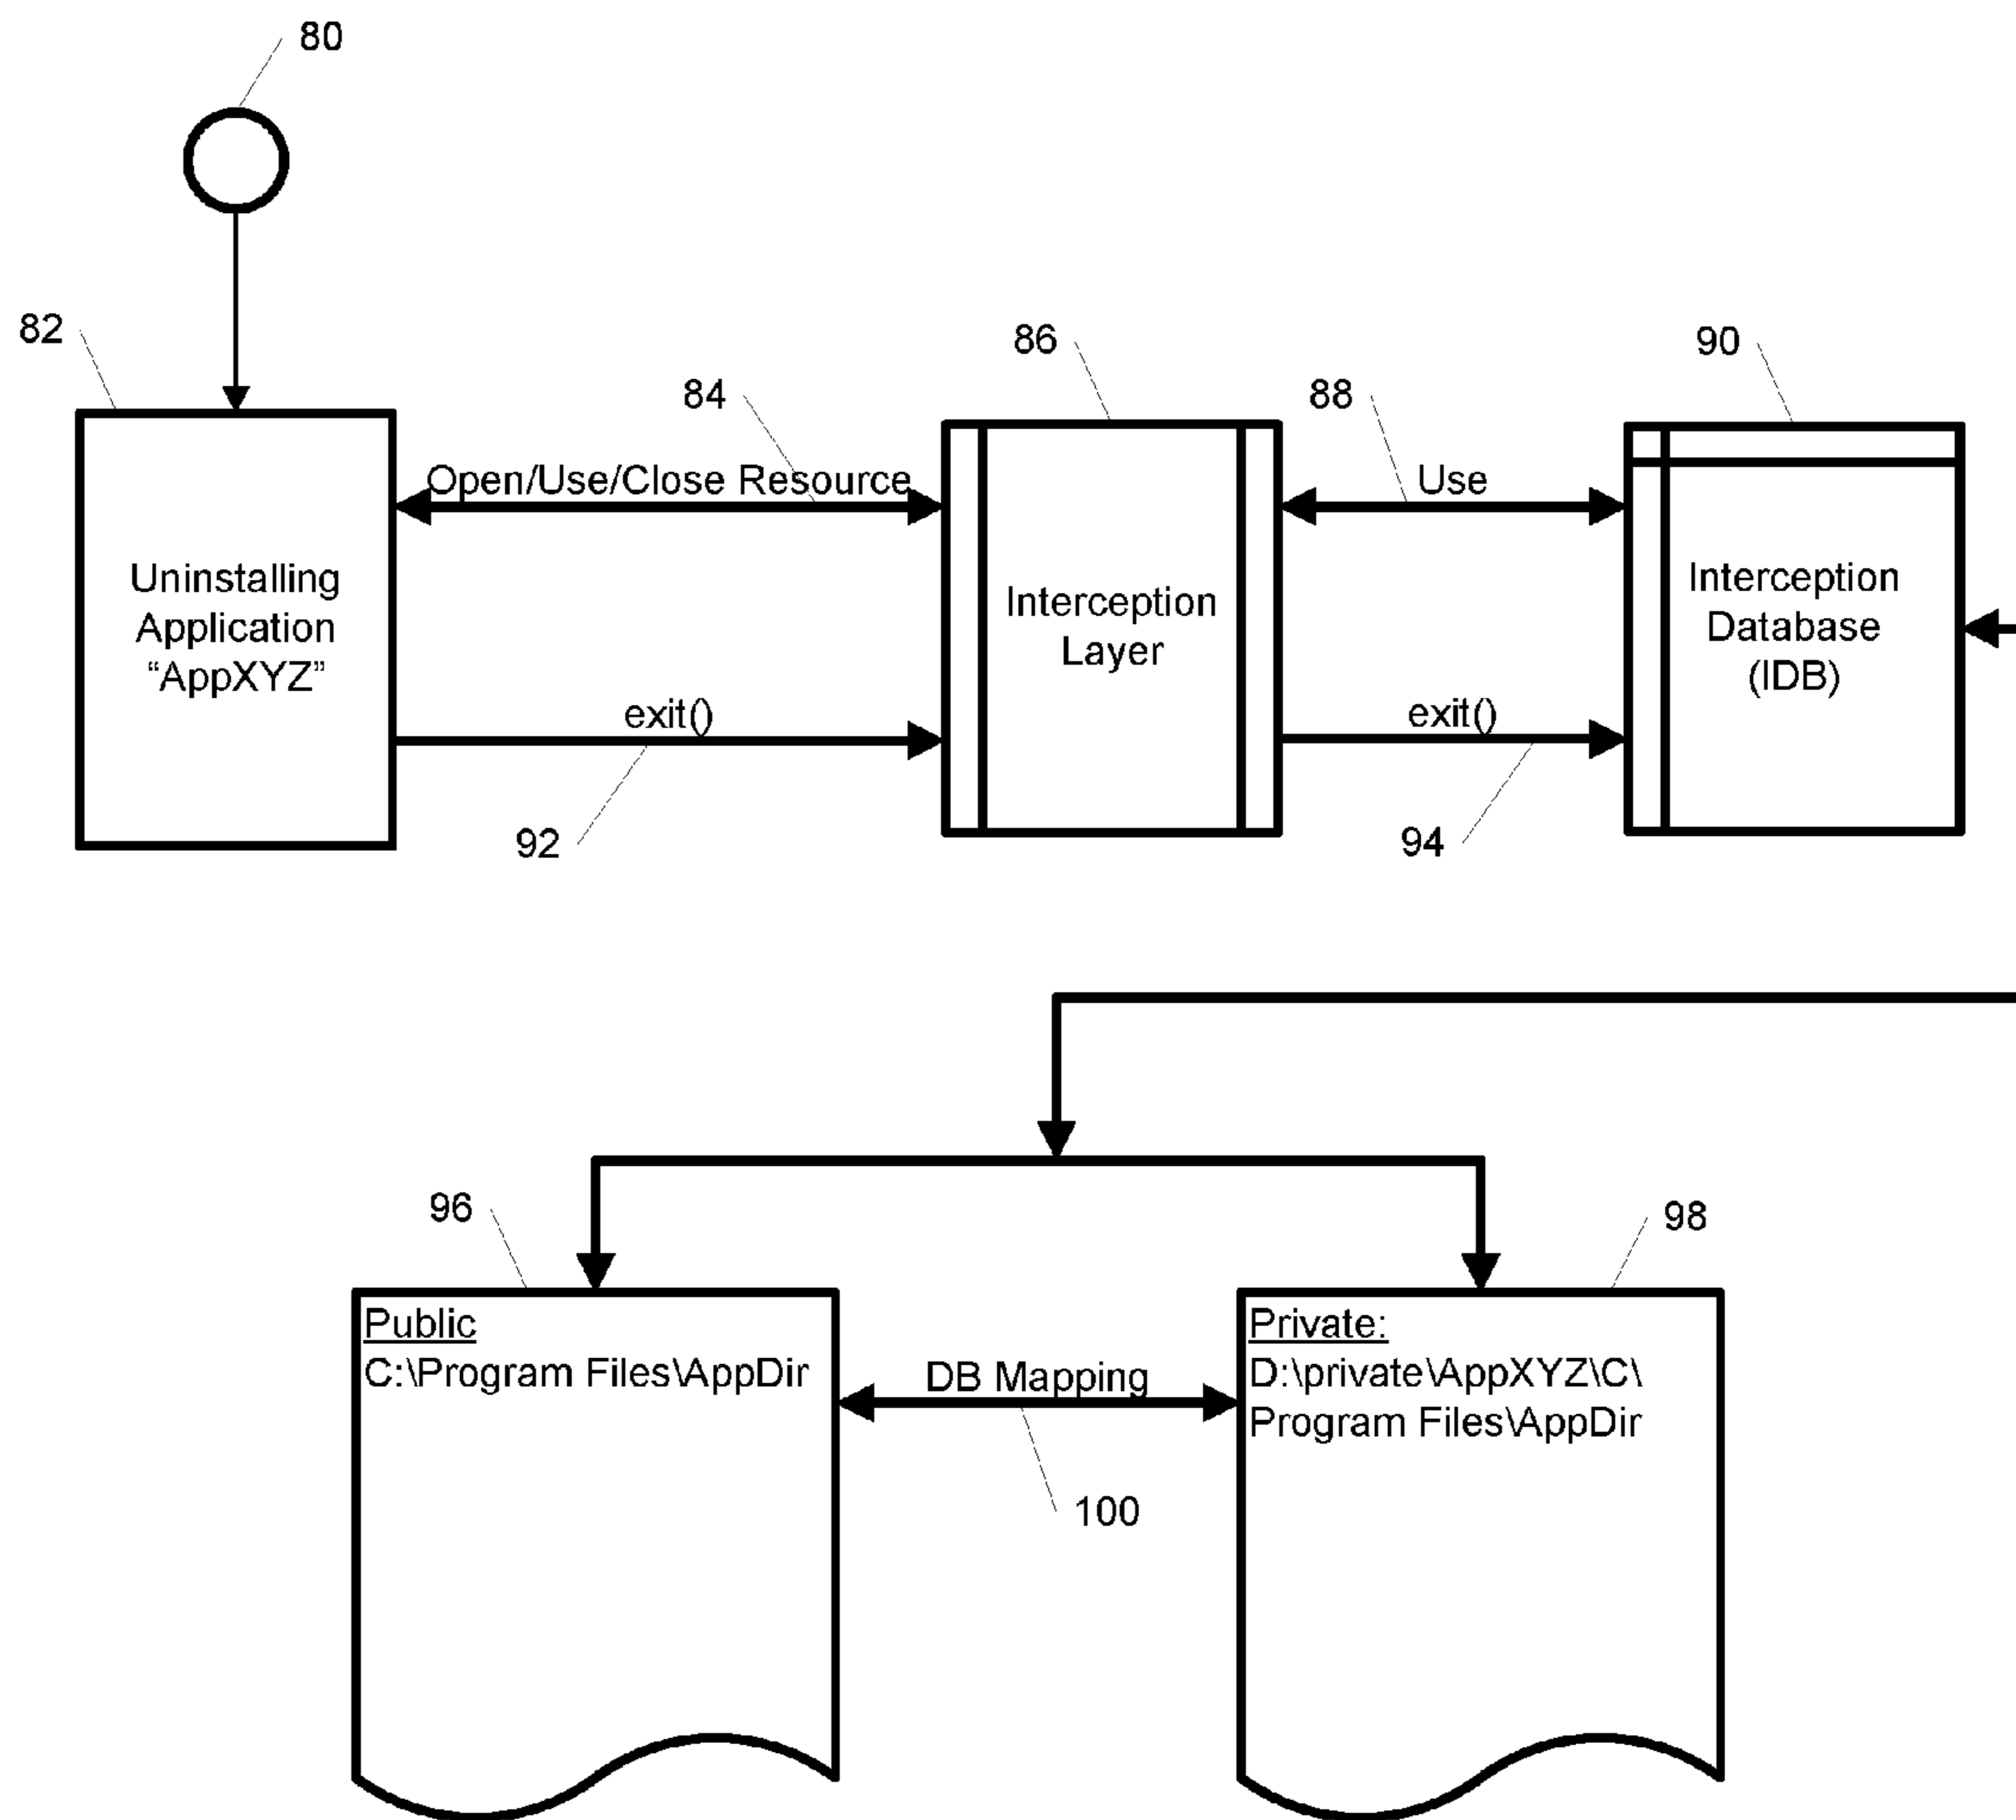 80
82
86
90
84
88
Open/Use/Close Resource
Use
Uninstalling
Application
“AppXYZ”
Interception
Layer
Interception
Database
(IDB)
exit()
exit()
92
94
96
98
Public
C:\Program Files\AppDir
DB Mapping
Private:
D:\private\AppXYZ\C\
Program Files\AppDir
100